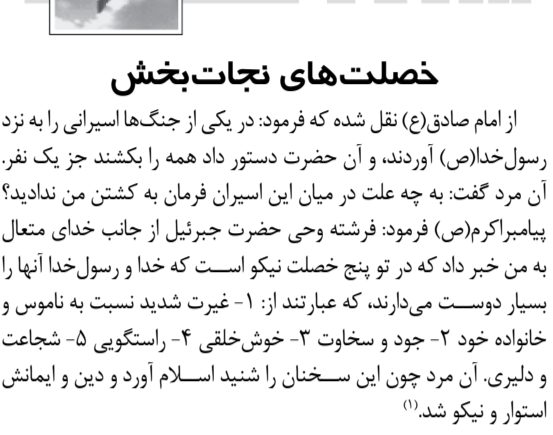 خصلت‌های نجات‌بخش
از امام صادق(ع) نقل شده که فرمود: در یکی از جنگ‌ها اسیرانی را به نزد
رسول‌خدا(ص) آوردند، و آن حضرت دستور داد همه را بکشند جز یک نفر.
آن مرد گفت: به چه علت در میان این اسیران فرمان به کشتن من ندادید؟
پیامبراکرم(ص) فرمود: فرشته وحی حضرت جبرئیل از جانب خدای متعال
به من خبر داد که در تو پنج خصلت نیکو است که خدا و رسول‌خدا آنها را
بسیار دوست می‌دارند، که عبارتند از: ۱- غیرت شدید نسبت به ناموس و
خانواده خود ۲- جود و سخاوت ۳- خوش‌خلقی ۴- راستگویی ۵- شجاعت
و دلیری. آن مرد چون این سخنان را شنید اسلام آورد و دین و ایمانش
استوار و نیکو شد.(۱)